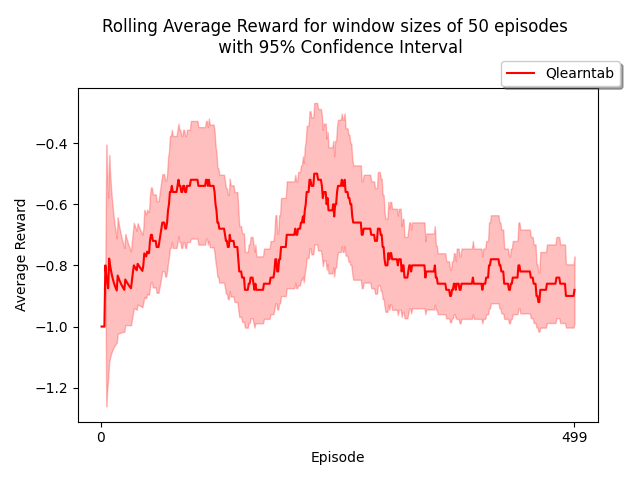 Rolling Average Reward for window sizes of 50 episodes
with 95% Confidence Interval
Qlearntab
−0.4
−0.6
−0.8
−1.0
−1.2
Average Reward
0
499
Episode